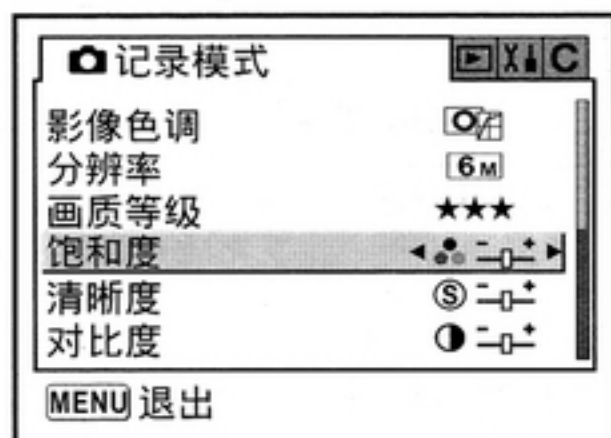 记录模式 C
影像色调
分辨率 6M
画质等级 ★★★
饱和度 - +
清晰度 S - +
对比度 - +
MENU 退出